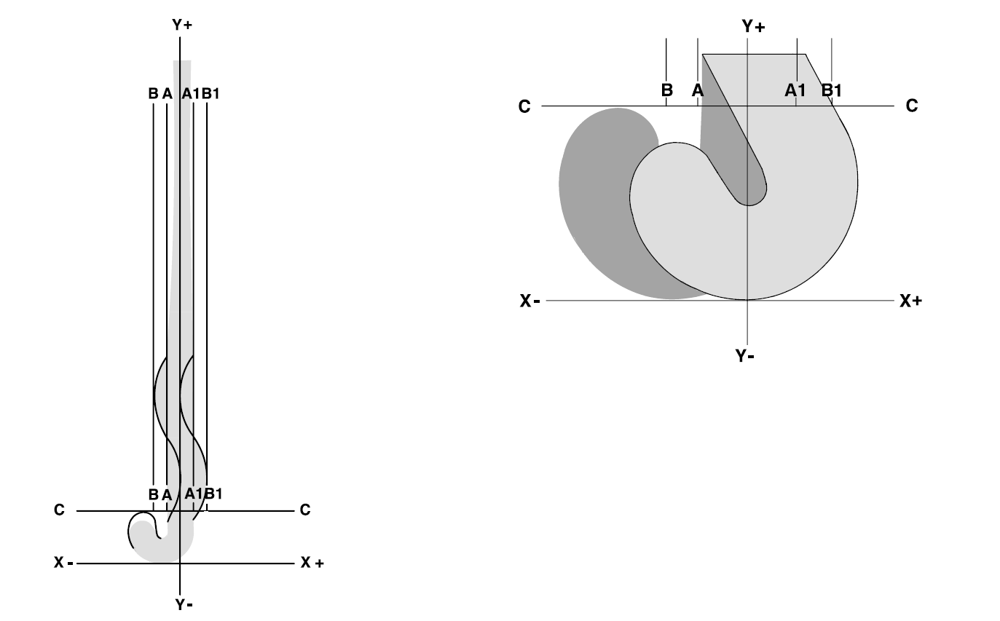 Y+
B A A1 B1
B A A1 B1
C C
X - X +
Y-
Y+
B A A1 B1
C C
X- X+
Y-